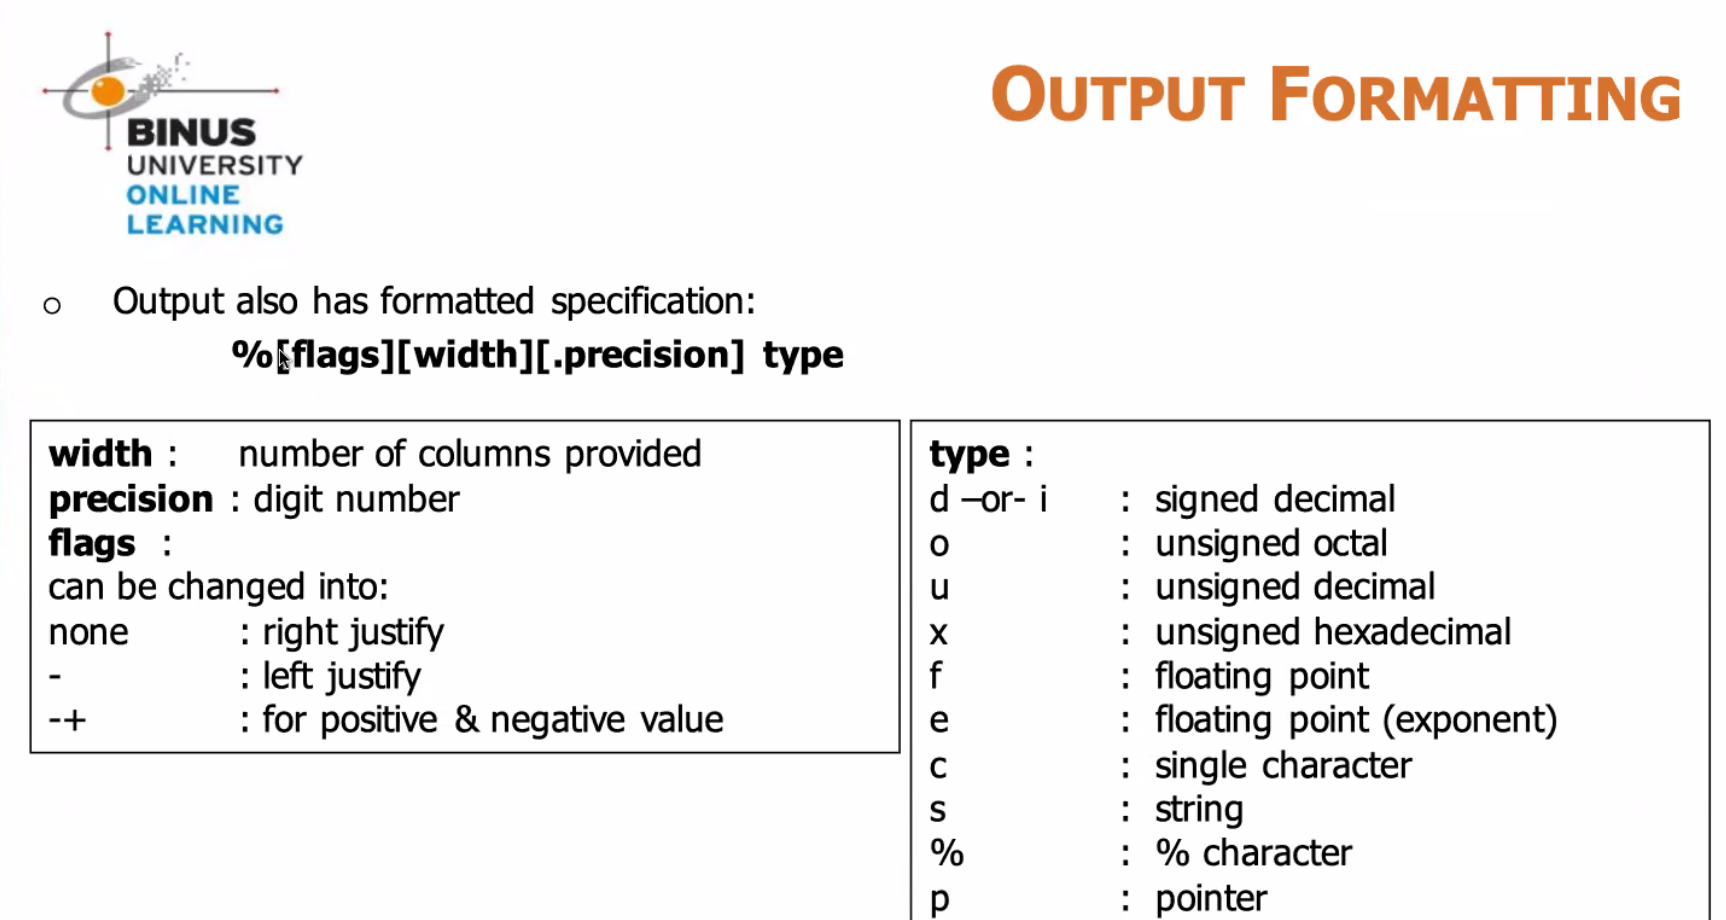 BINUS
UNIVERSITY
ONLINE
LEARNING
OUTPUT FORMATTING
o Output also has formatted specification:
%[flags][width][.precision] type
width : number of columns provided
precision : digit number
flags :
can be changed into:
none : right justify
- : left justify
-+ : for positive & negative value
type :
d –or- i : signed decimal
o : unsigned octal
u : unsigned decimal
x : unsigned hexadecimal
f : floating point
e : floating point (exponent)
c : single character
s : string
% : % character
p : pointer